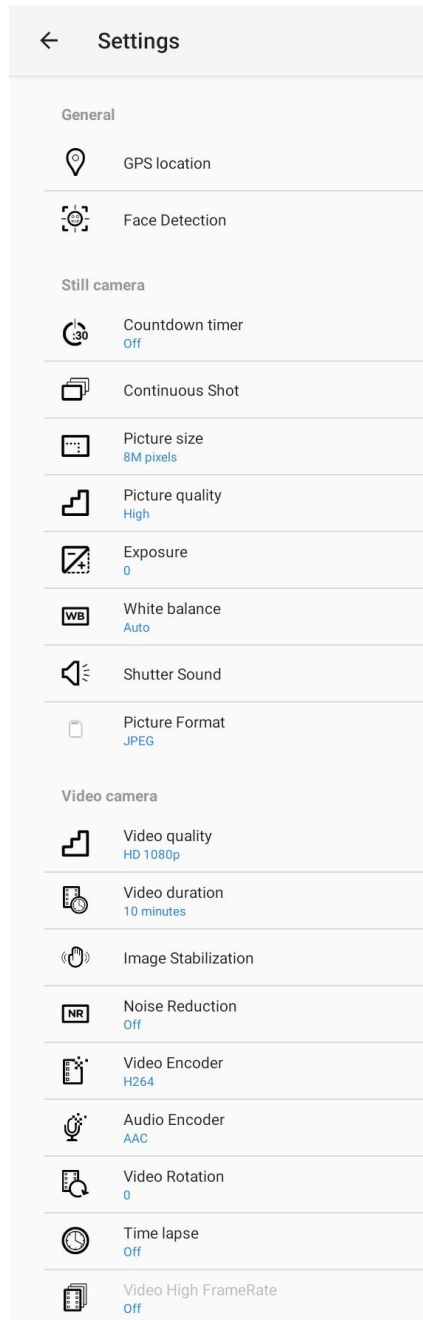 Settings
General
GPS location
Face Detection
Still camera
:30
Countdown timer
Off
Continuous Shot
Picture size
8M pixels
Picture quality
High
Exposure
0
WB
White balance
Auto
Shutter Sound
Picture Format
JPEG
Video camera
Video quality
HD 1080p
Video duration
10 minutes
Image Stabilization
NR
Noise Reduction
Off
Video Encoder
H264
Audio Encoder
AAC
Video Rotation
0
Time lapse
Off
Video High FrameRate
Off